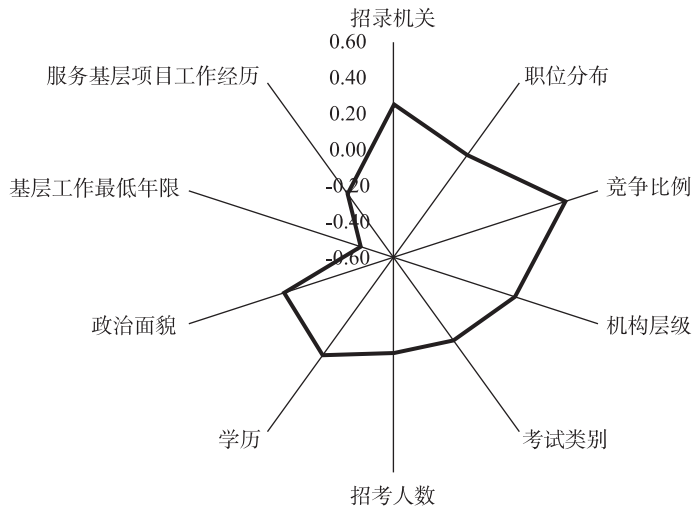 招录机关
0.60
服务基层项目工作经历
0.40
职位分布
0.20
0.00
基层工作最低年限
-0.20
竞争比例
-0.40
-0.60
政治面貌
机构层级
学历
考试类别
招考人数